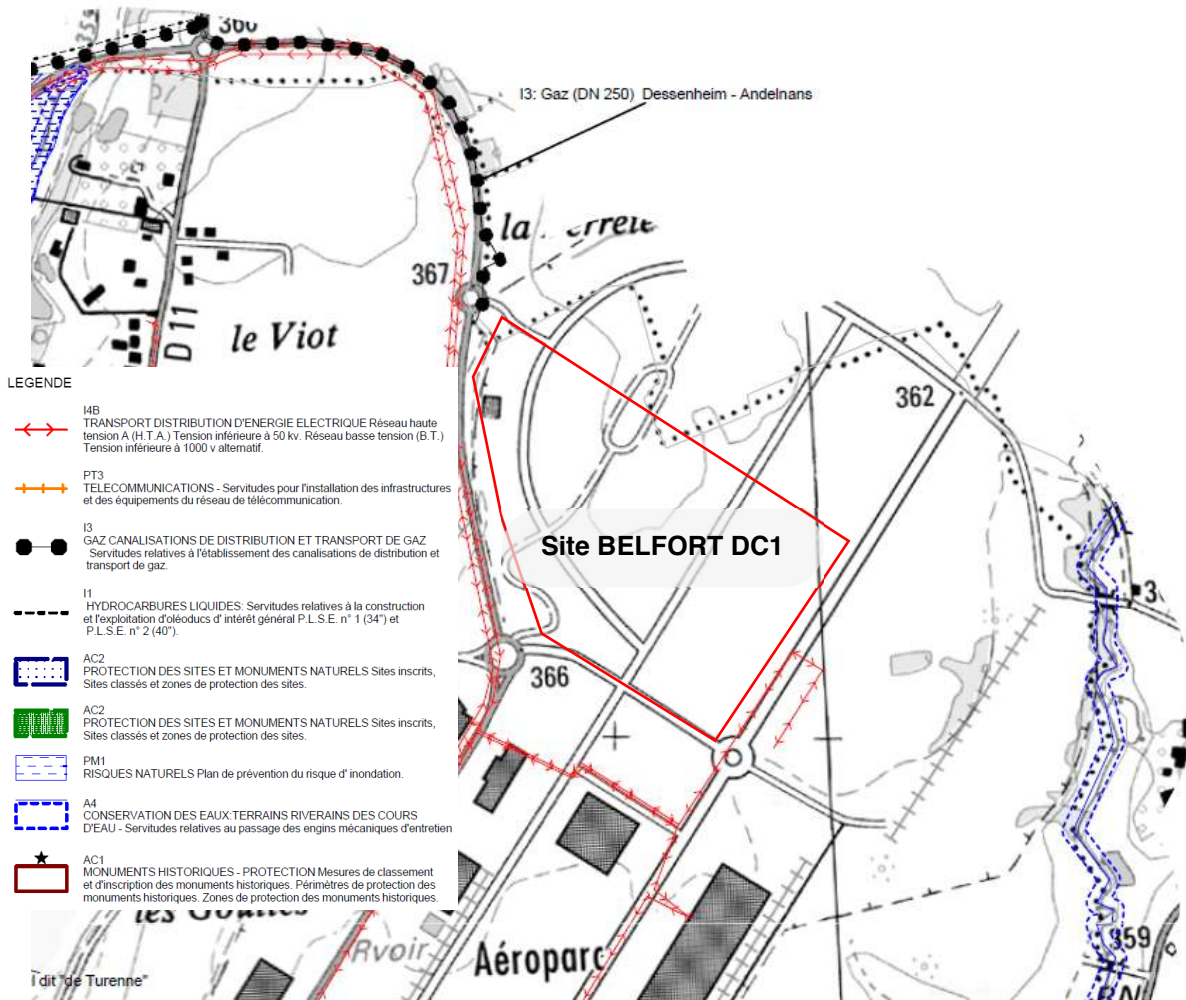 360
I3: Gaz (DN 250) Dessenheim - Andelnans
la
367
D 11
le Viot
362
LEGENDE
I4B
TRANSPORT DISTRIBUTION D'ENERGIE ELECTRIQUE Réseau haute
tension A (H.T.A.) Tension inférieure à 50 kv. Réseau basse tension (B.T.)
Tension inférieure à 1000 v alternatif.
PT3
TELECOMMUNICATIONS - Servitudes pour l'installation des infrastructures
et des équipements du réseau de télécommunication.
I3
GAZ CANALISATIONS DE DISTRIBUTION ET TRANSPORT DE GAZ
Servitudes relatives à l'établissement des canalisations de distribution et
transport de gaz.
I1
HYDROCARBURES LIQUIDES: Servitudes relatives à la construction
et l'exploitation d'oléoducs d' intérêt général P.L.S.E. n° 1 (34") et
P.L.S.E. n° 2 (40").
AC2
PROTECTION DES SITES ET MONUMENTS NATURELS Sites inscrits,
Sites classés et zones de protection des sites.
AC2
PROTECTION DES SITES ET MONUMENTS NATURELS Sites inscrits,
Sites classés et zones de protection des sites.
PM1
RISQUES NATURELS Plan de prévention du risque d' inondation.
A4
CONSERVATION DES EAUX:TERRAINS RIVERAINS DES COURS
D'EAU - Servitudes relatives au passage des engins mécaniques d'entretien
AC1
MONUMENTS HISTORIQUES - PROTECTION Mesures de classement
et d'inscription des monuments historiques. Périmètres de protection des
monuments historiques. Zones de protection des monuments historiques.
Site BELFORT DC1
3
366
les
Rvoir
Aéroparc
359
dit "de Turenne"
N